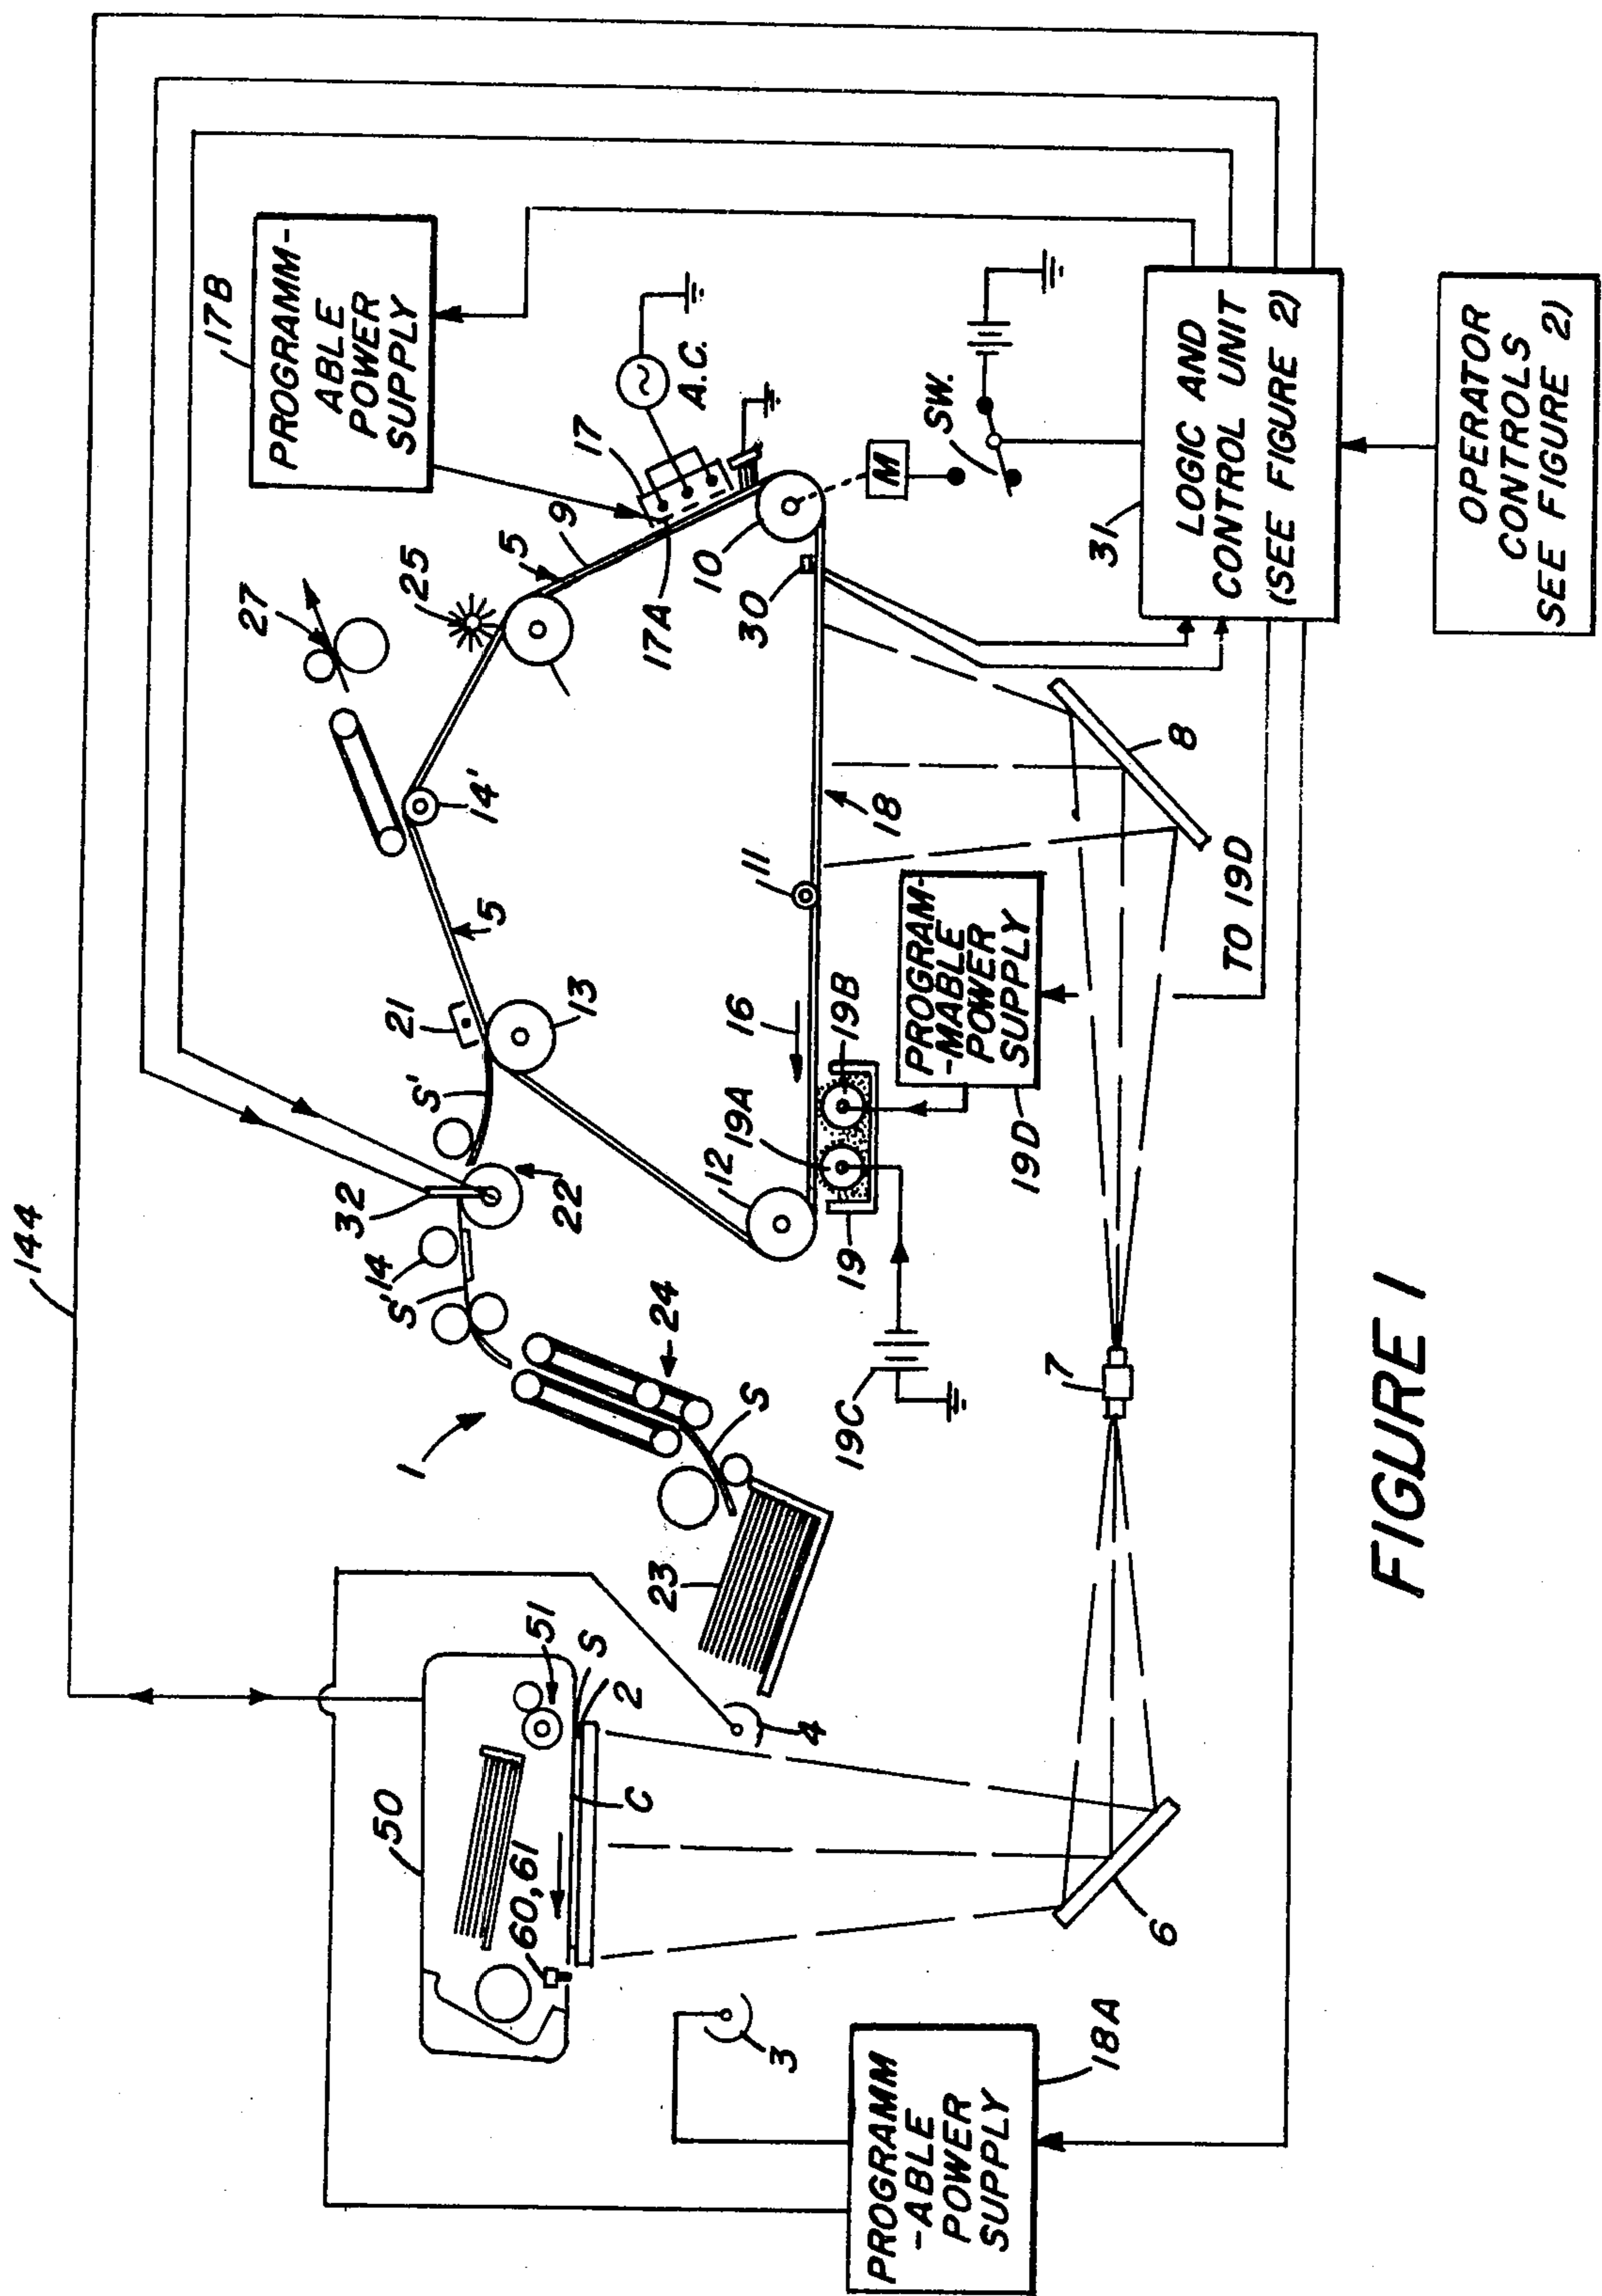 144
17B
PROGRAMM-
ABLE
POWER
SUPPLY
27
25
5
9
17
A.C.
17A
14'
5
21
S'
13
10
30
M
SW.
32
22
S'
14
12
16
11
18
1
24
S
23
19A
19B
19
19C
19D
PROGRAM-
-MABLE
POWER
SUPPLY
TO 19D
8
31
LOGIC AND
CONTROL UNIT
(SEE FIGURE 2)
OPERATOR
CONTROLS
SEE FIGURE 2)
50
51
S
2
60,61
C
4
3
7
6
PROGRAMM
-ABLE
POWER
SUPPLY
18A
FIGURE 1